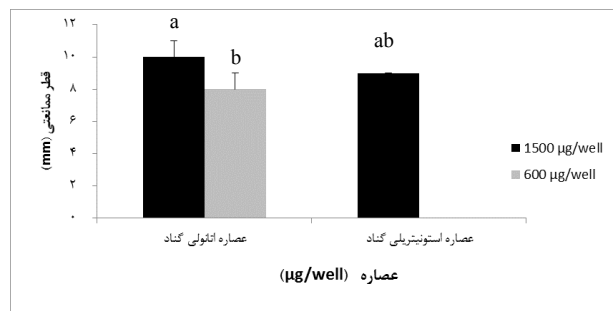 ۱۲
۱۰
۸
۶
۴
۲
۰
قطر ممانعتی (mm)
a
b
ab
1500 µg/well
600 µg/well
عصاره اتانولی گناد
عصاره استونیتریلی گناد
عصاره (µg/well)